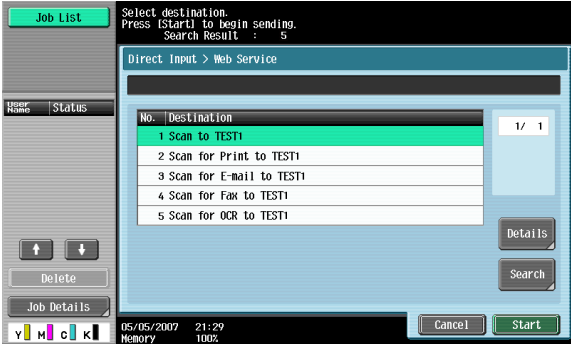 Job List
Select destination.
Press [Start] to begin sending.
Search Result : 5
Direct Input > Web Service
User Name Status
No. Destination
1 Scan to TEST1
2 Scan for Print to TEST1
3 Scan for E-mail to TEST1
4 Scan for Fax to TEST1
5 Scan for OCR to TEST1
1/ 1
Details
Search
Delete
Job Details
Y M C K
05/05/2007 21:29
Memory 100%
Cancel
Start